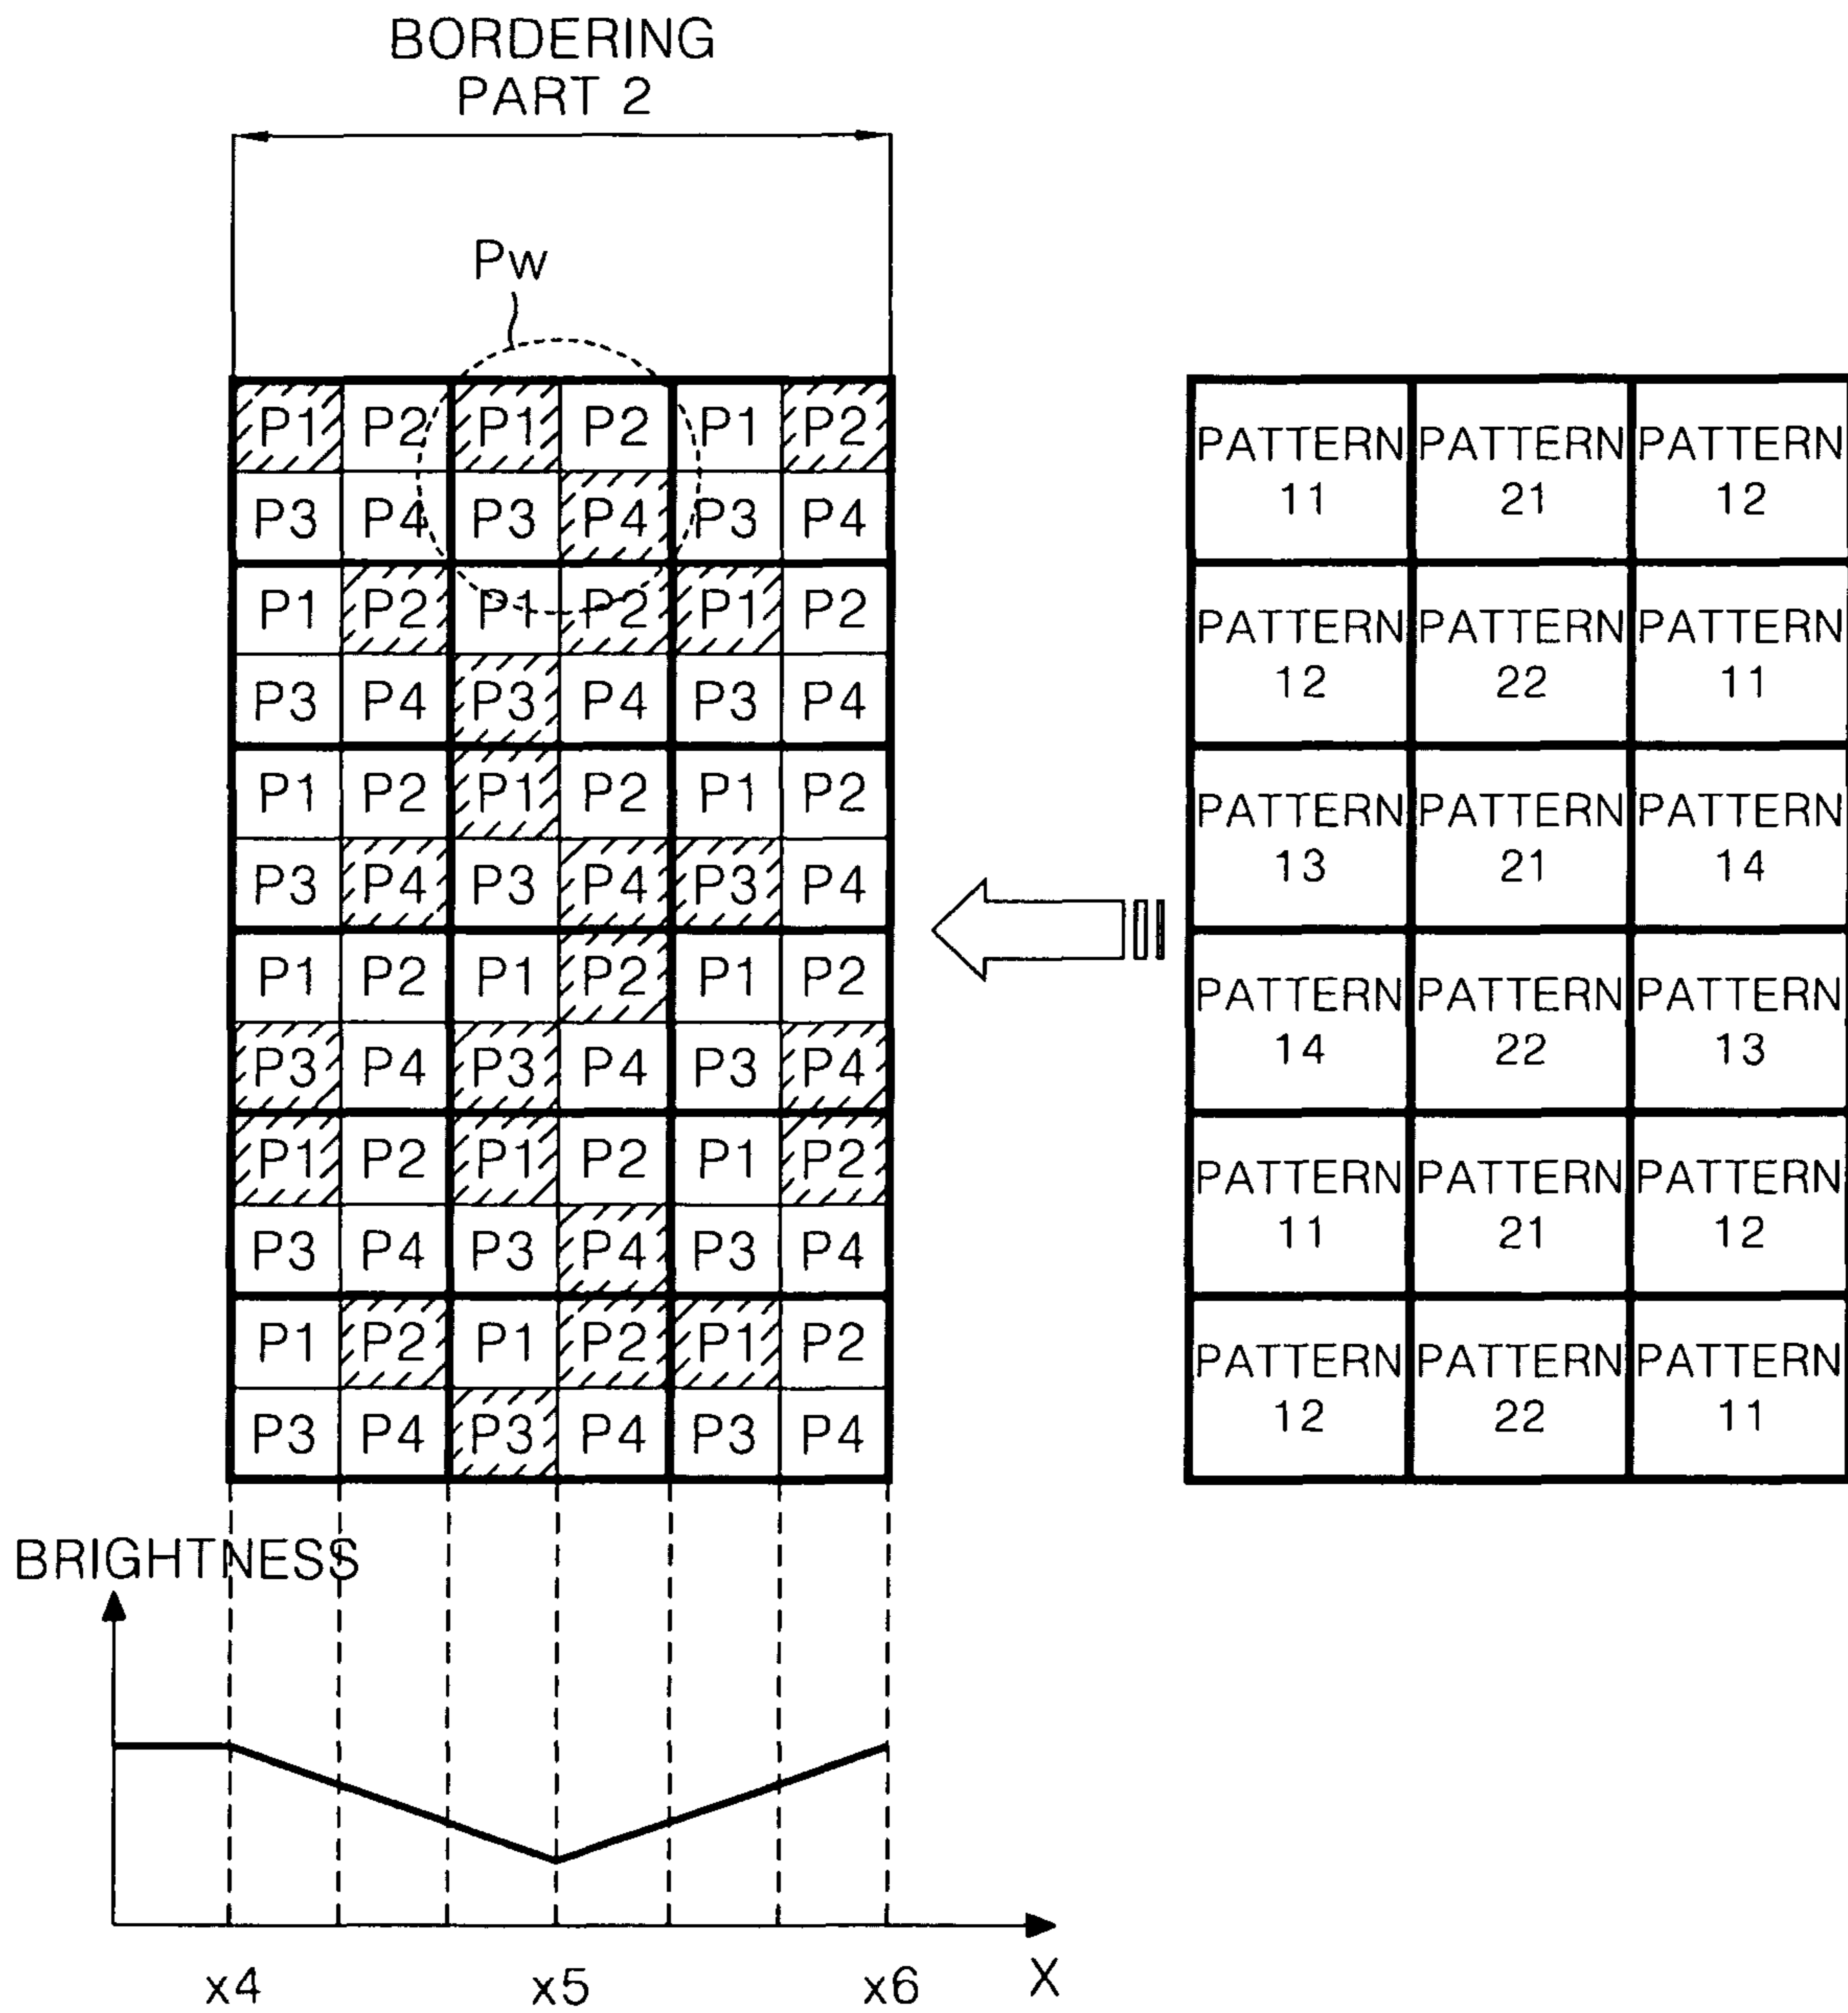 BORDERING
PART 2
Pw
P1 P2 P1 P2 P1 P2
P3 P4 P3 P4 P3 P4
P1 P2 P1 P2 P1 P2
P3 P4 P3 P4 P3 P4
P1 P2 P1 P2 P1 P2
P3 P4 P3 P4 P3 P4
P1 P2 P1 P2 P1 P2
P3 P4 P3 P4 P3 P4
P1 P2 P1 P2 P1 P2
P3 P4 P3 P4 P3 P4
P1 P2 P1 P2 P1 P2
P3 P4 P3 P4 P3 P4
PATTERN PATTERN PATTERN
11 21 12
PATTERN PATTERN PATTERN
12 22 11
PATTERN PATTERN PATTERN
13 21 14
PATTERN PATTERN PATTERN
14 22 13
PATTERN PATTERN PATTERN
11 21 12
PATTERN PATTERN PATTERN
12 22 11
BRIGHTNESS
x4 x5 x6 X